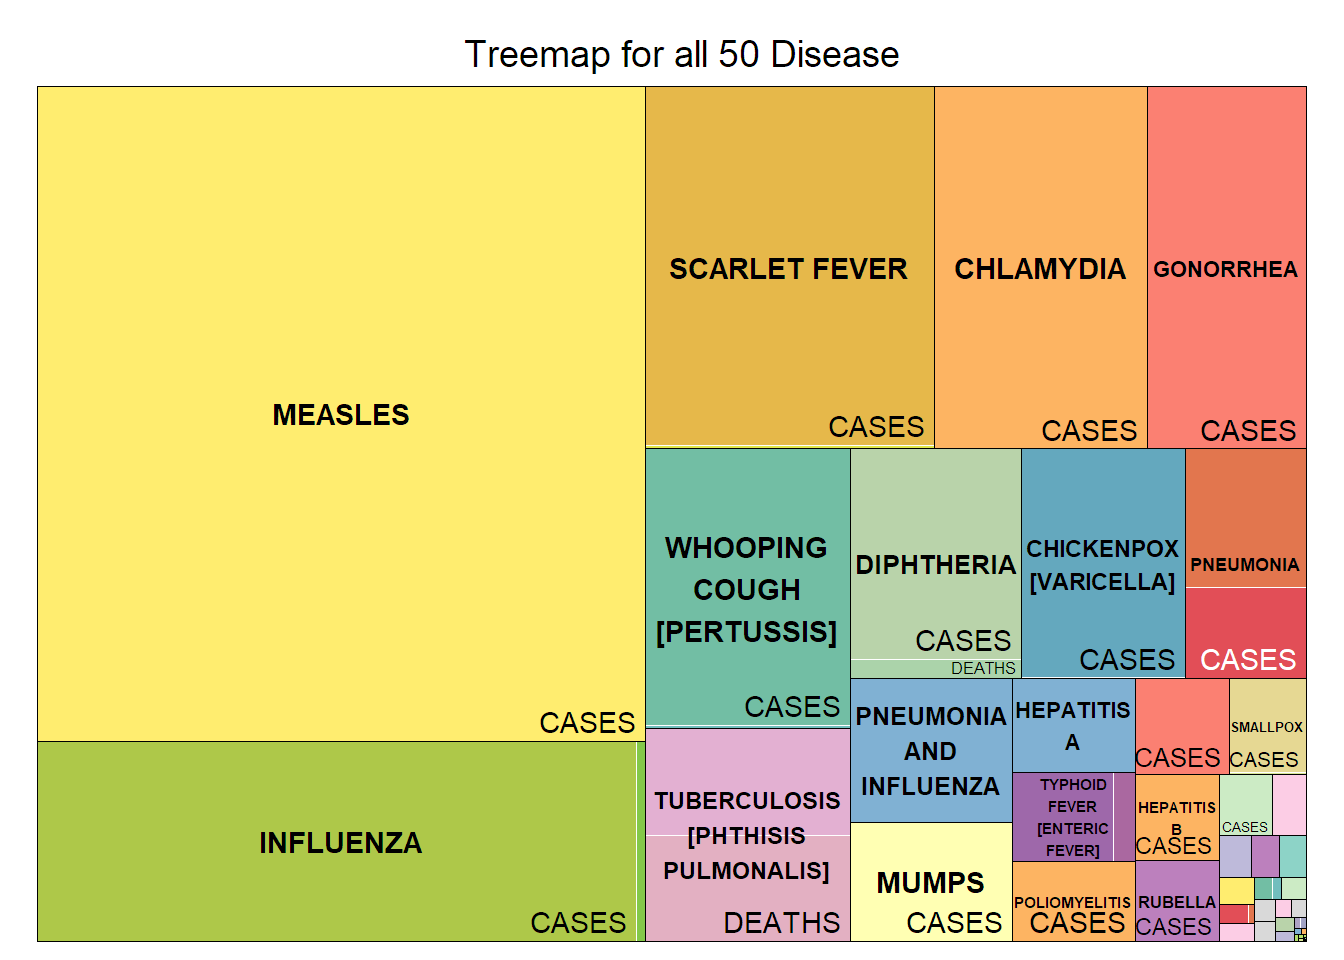 Treemap for all 50 Disease
MEASLES
CASES
INFLUENZA
CASES
SCARLET FEVER
CASES
CHLAMYDIA
CASES
GONORRHEA
CASES
WHOOPING
COUGH
[PERTUSSIS]
CASES
DIPHTHERIA
CASES
DEATHS
CHICKENPOX
[VARICELLA]
CASES
PNEUMONIA
CASES
TUBERCULOSIS
[PHTHISIS
PULMONALIS]
DEATHS
PNEUMONIA
AND
INFLUENZA
MUMPS
CASES
HEPATITIS
A
TYPHOID
FEVER
[ENTERIC
FEVER]
POLIOMYELITIS
CASES
CASES
SMALLPOX
CASES
HEPATITIS
B
CASES
RUBELLA
CASES
CASES